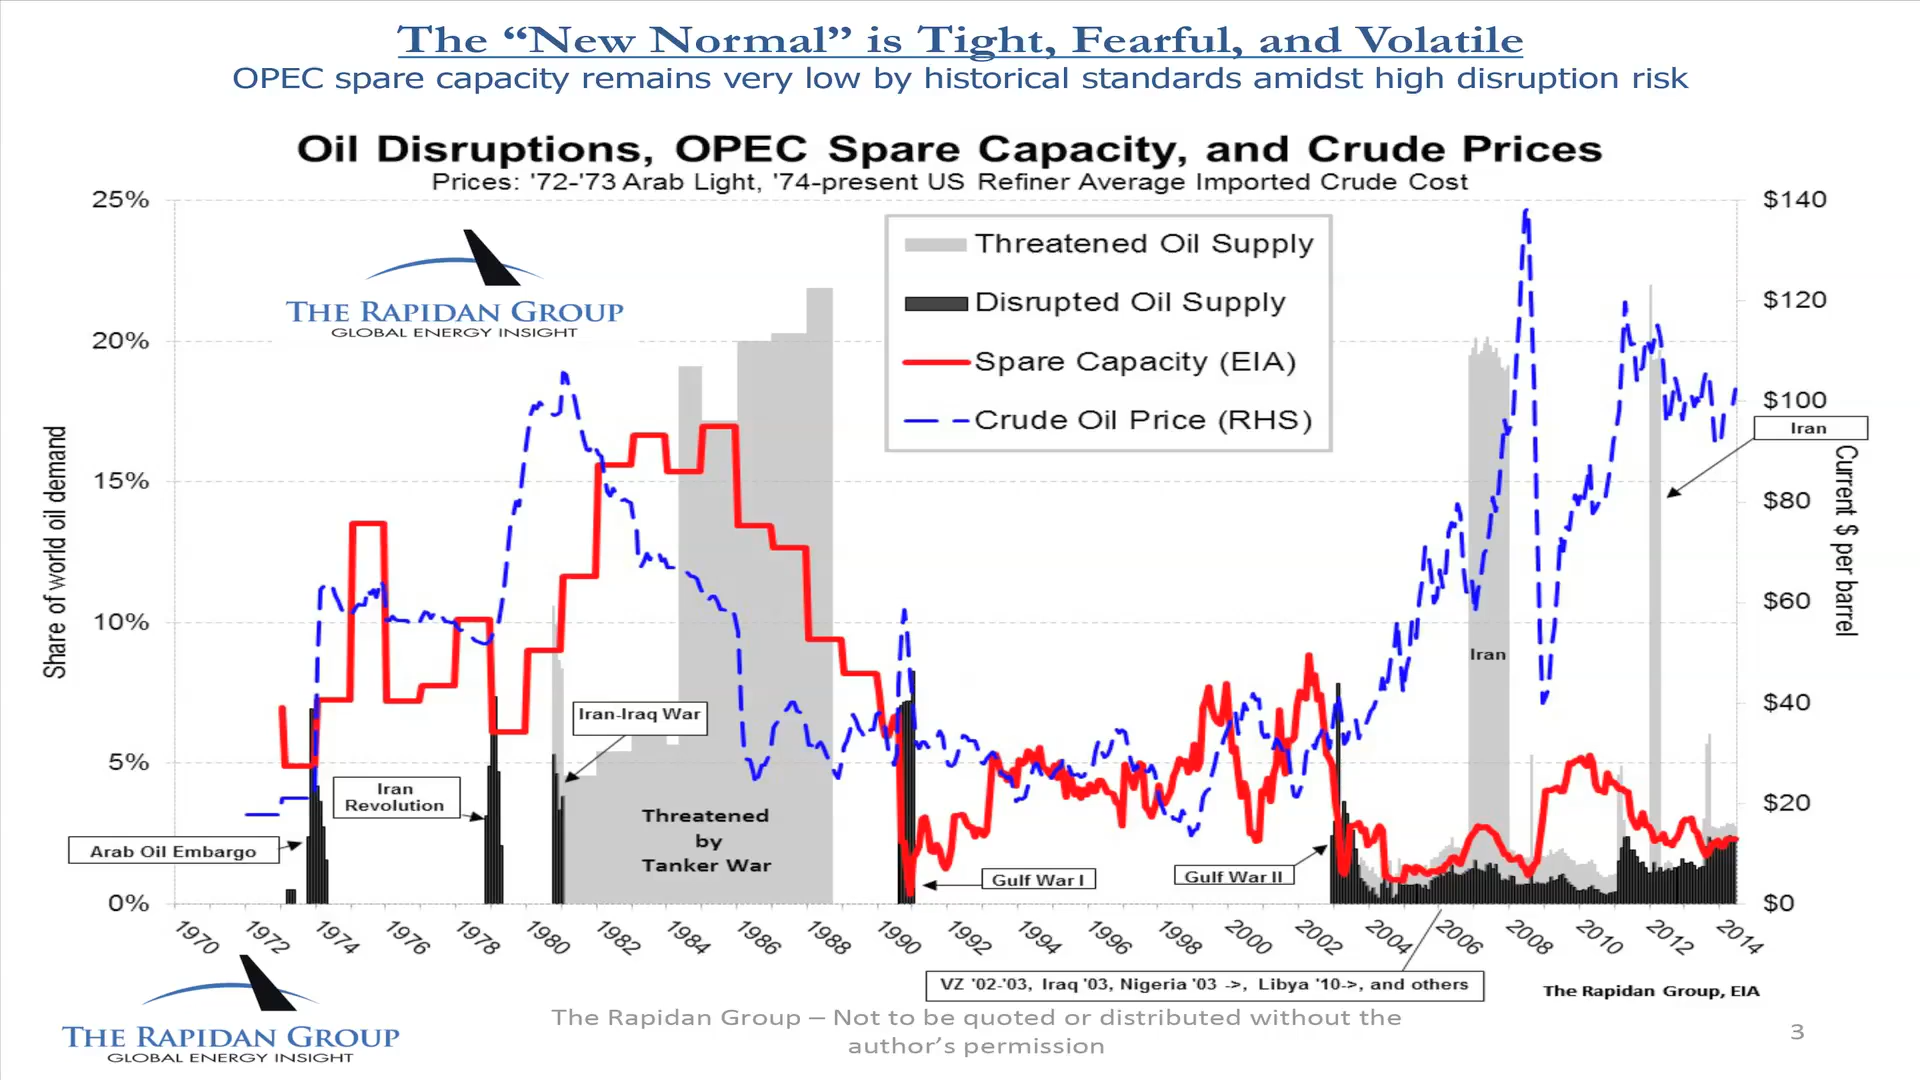 The “New Normal” is Tight, Fearful, and Volatile
OPEC spare capacity remains very low by historical standards amidst high disruption risk
Oil Disruptions, OPEC Spare Capacity, and Crude Prices
Prices: '72-'73 Arab Light, '74-present US Refiner Average Imported Crude Cost
25%
20%
15%
10%
5%
0%
Share of world oil demand
$140
$120
$100
$80
$60
$40
$20
$0
Current $ per barrel
THE RAPIDAN GROUP
GLOBAL ENERGY INSIGHT
Threatened Oil Supply
Disrupted Oil Supply
Spare Capacity (EIA)
Crude Oil Price (RHS)
Iran
Iran
Iran-Iraq War
Iran
Revolution
Arab Oil Embargo
Threatened
by
Tanker War
Gulf War I
Gulf War II
1970 1972 1974 1976 1978 1980 1982 1984 1986 1988 1990 1992 1994 1996 1998 2000 2002 2004 2006 2008 2010 2012 2014
VZ '02-'03, Iraq '03, Nigeria '03 ->, Libya '10->, and others
The Rapidan Group, EIA
THE RAPIDAN GROUP
GLOBAL ENERGY INSIGHT
The Rapidan Group – Not to be quoted or distributed without the
author’s permission
3